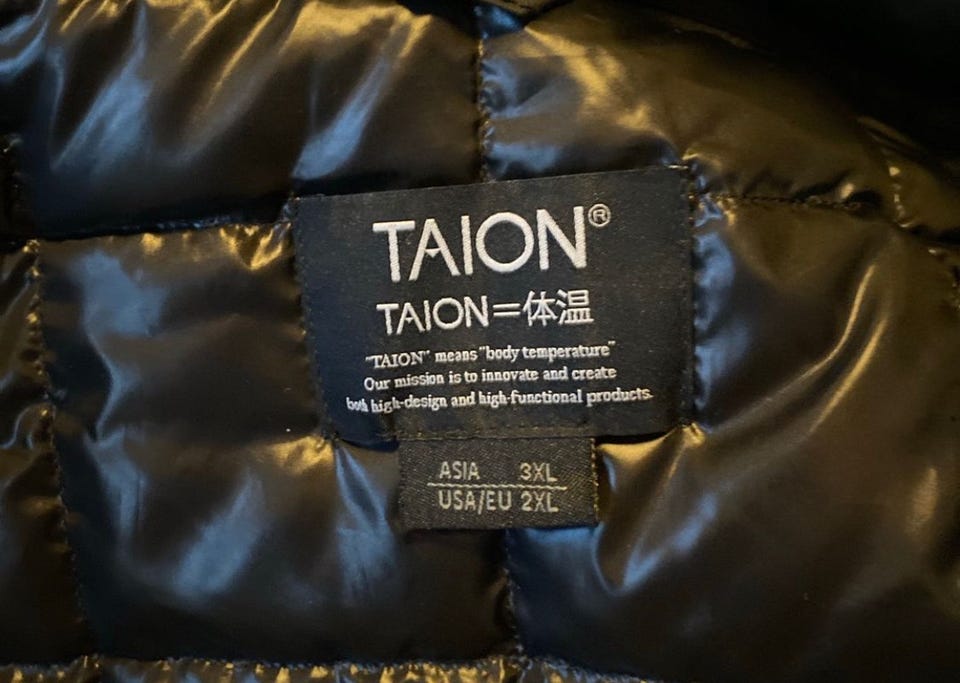 TAION®
TAION=体温
"TAION" means "body temperature"
Our mission is to innovate and create
both high-design and high-functional products.
ASIA 3XL
USA/EU 2XL